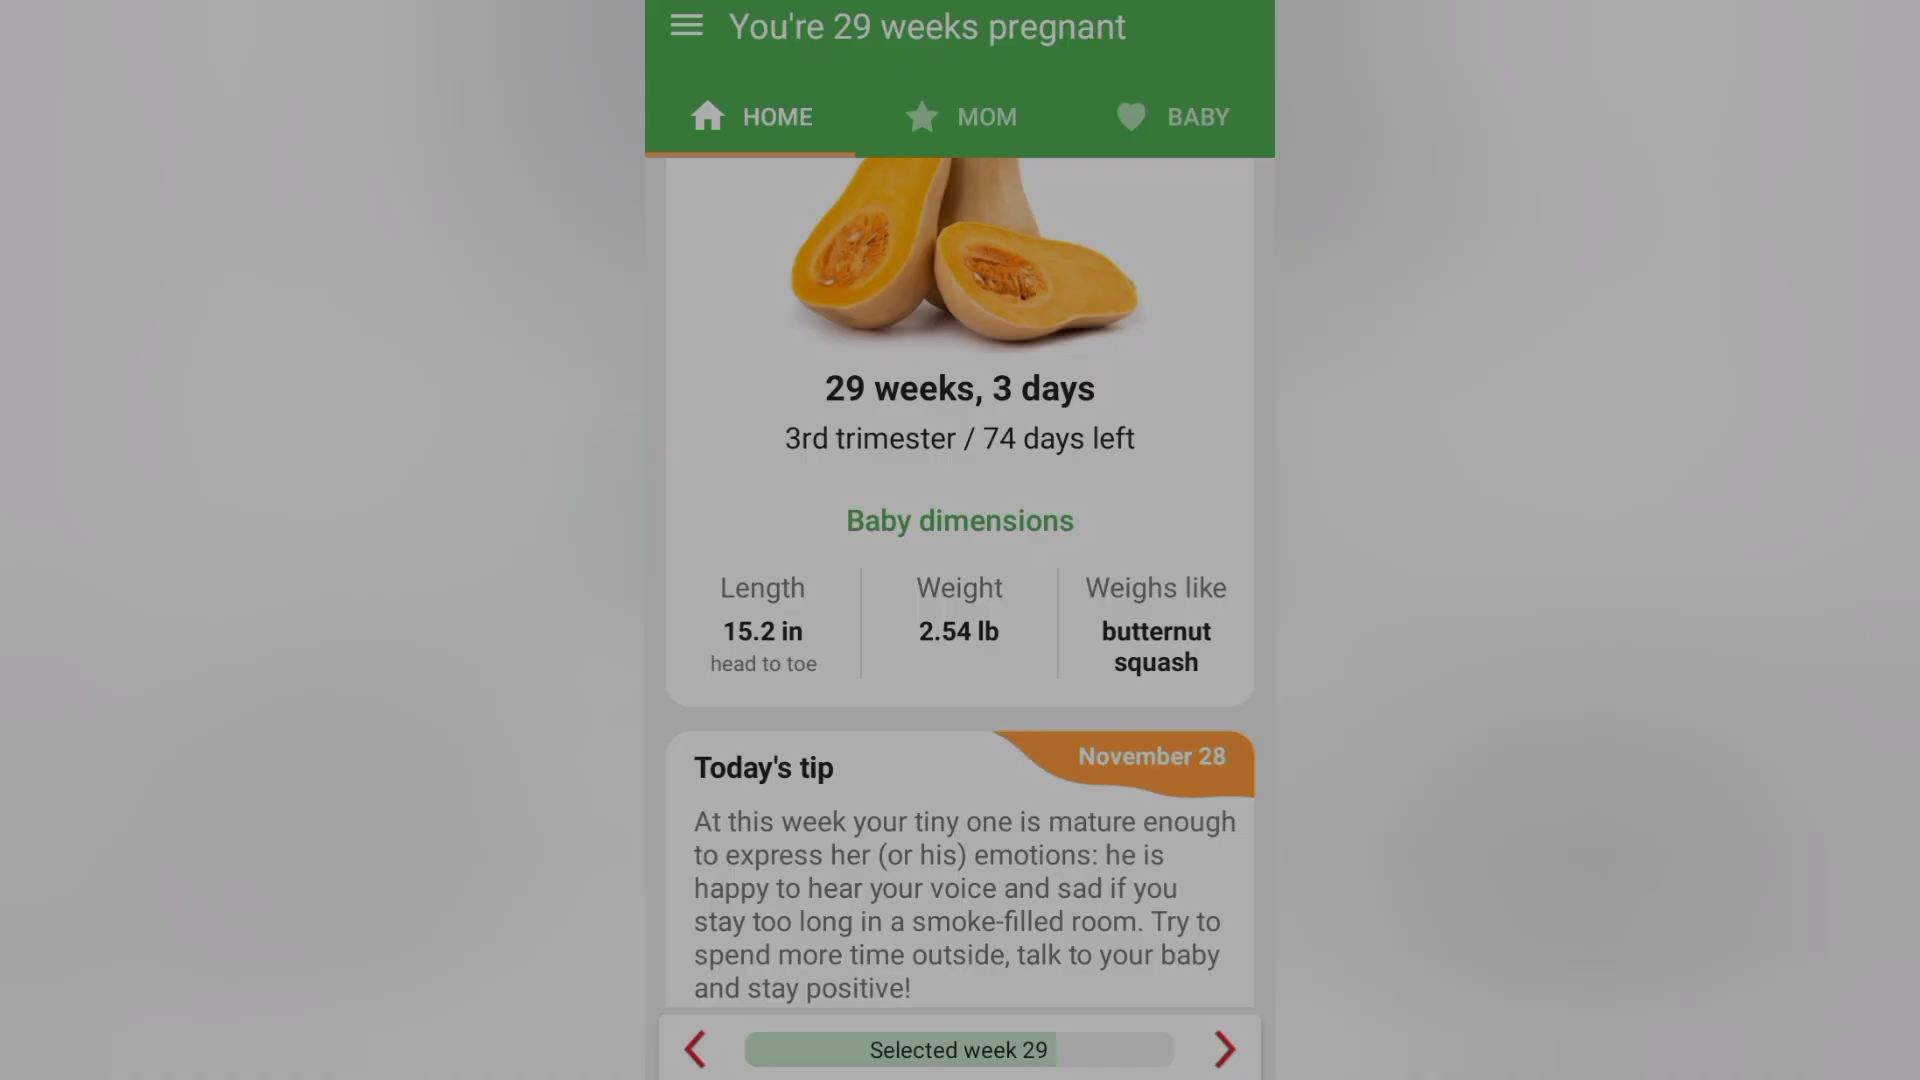 You're 29 weeks pregnant
HOME MOM BABY
29 weeks, 3 days
3rd trimester / 74 days left
Baby dimensions
Length Weight Weighs like
15.2 in 2.54 lb butternut
head to toe squash
Today's tip November 28
At this week your tiny one is mature enough
to express her (or his) emotions: he is
happy to hear your voice and sad if you
stay too long in a smoke-filled room. Try to
spend more time outside, talk to your baby
and stay positive!
Selected week 29